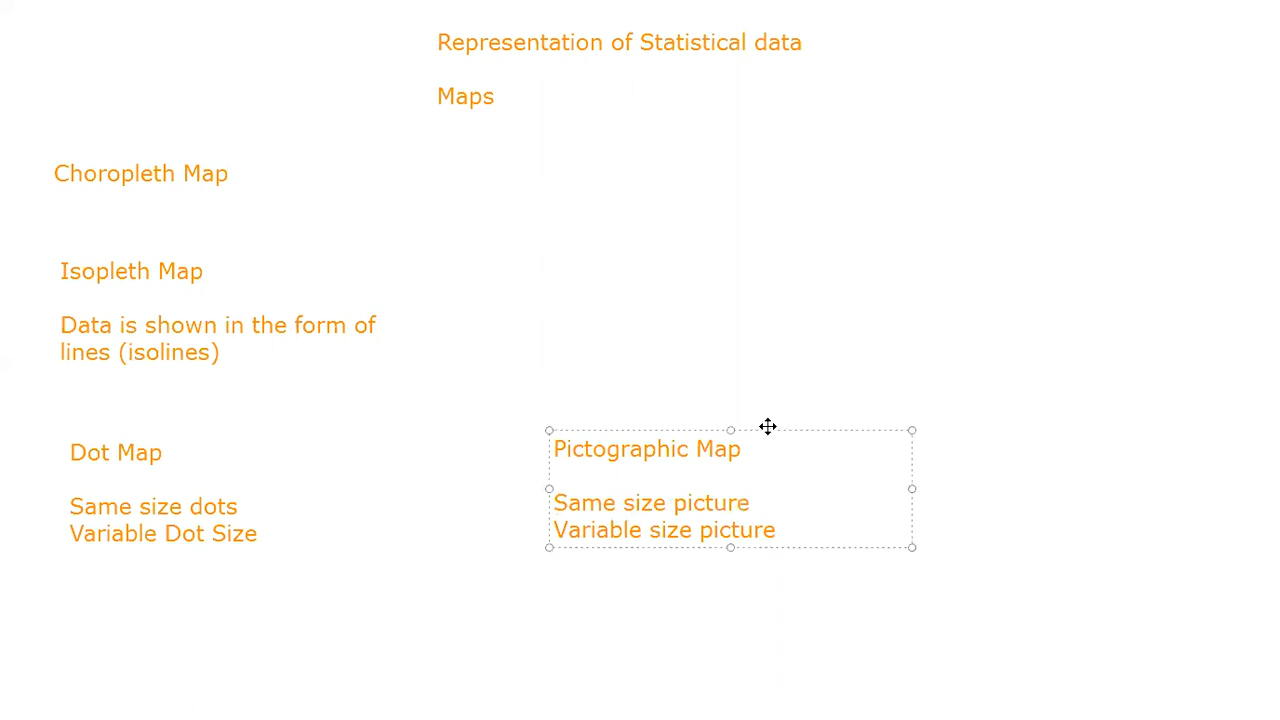 Representation of Statistical data
Maps
Choropleth Map
Isopleth Map
Data is shown in the form of
lines (isolines)
Dot Map
Same size dots
Variable Dot Size
Pictographic Map
Same size picture
Variable size picture